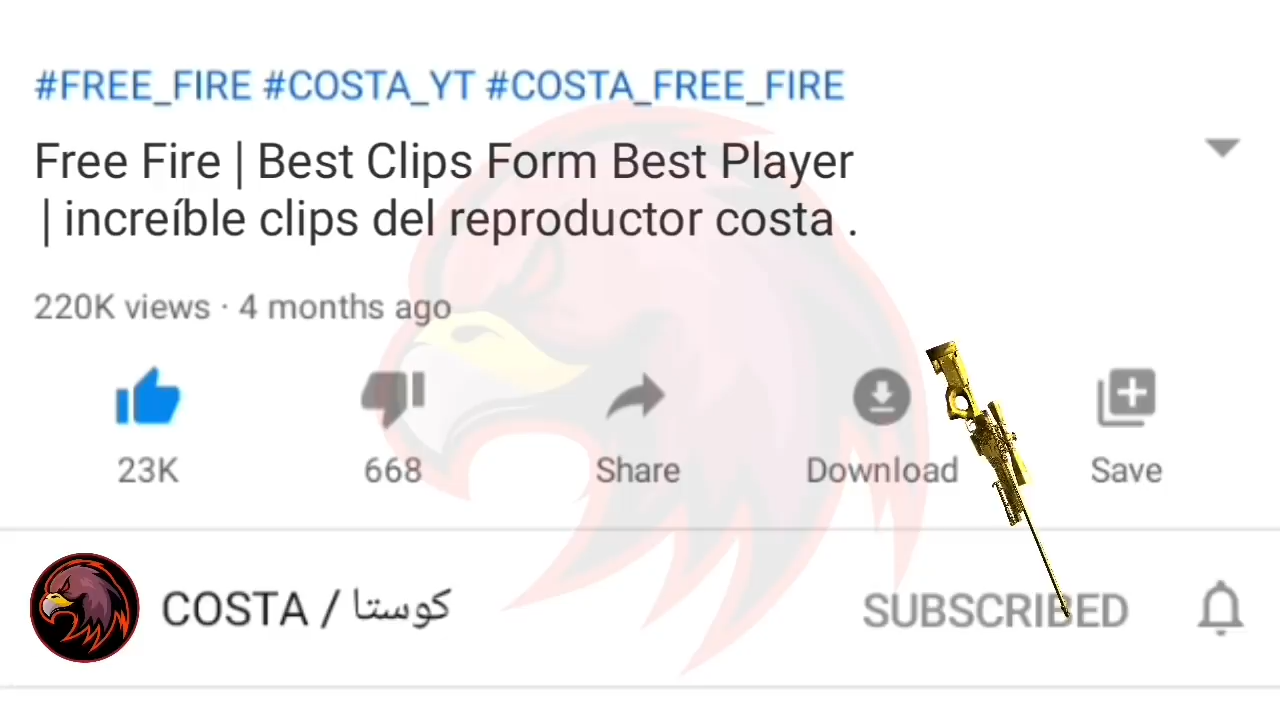 #FREE_FIRE #COSTA_YT #COSTA_FREE_FIRE
Free Fire | Best Clips Form Best Player
| increíble clips del reproductor costa .
220K views · 4 months ago
23K 668 Share Download Save
COSTA / كوستا SUBSCRIBED